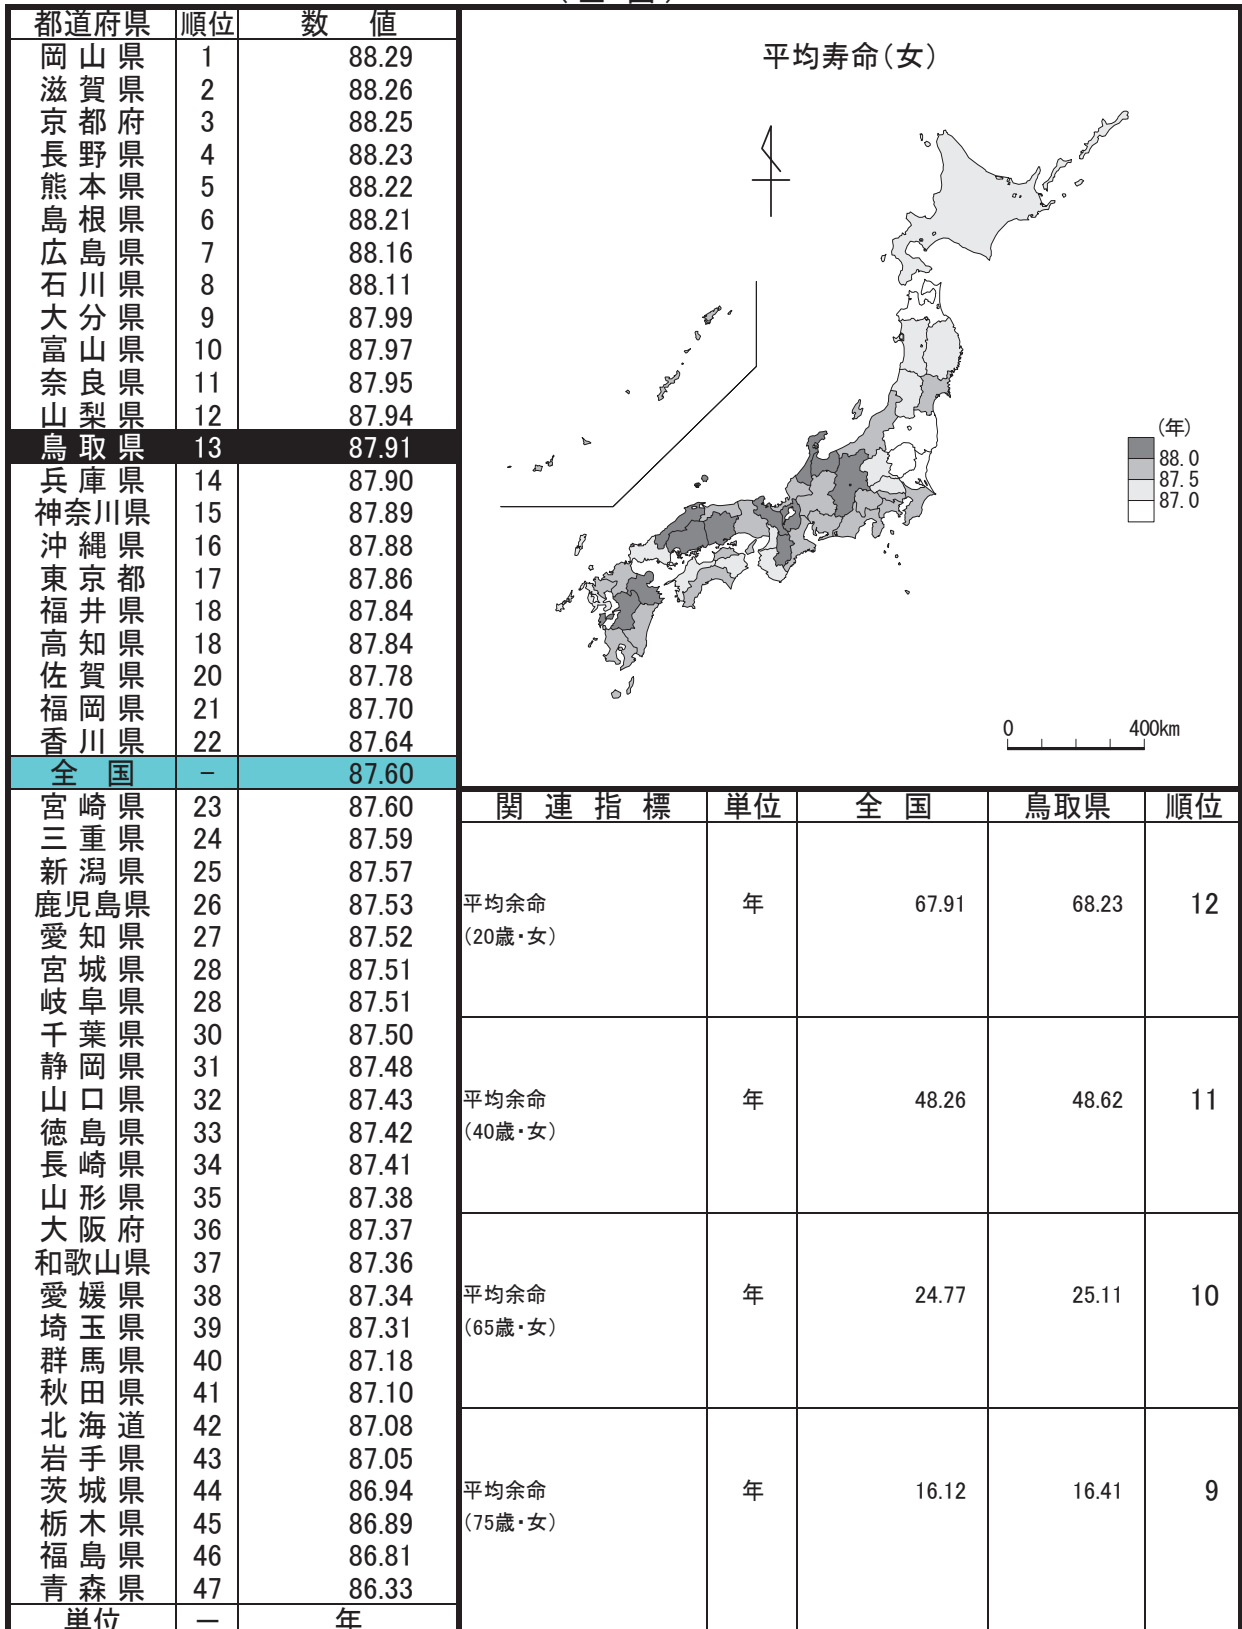 (全 国)
都道府県 順位 数 値
岡山県 1 88.29
滋賀県 2 88.26
京都府 3 88.25
長野県 4 88.23
熊本県 5 88.22
島根県 6 88.21
広島県 7 88.16
石川県 8 88.11
大分県 9 87.99
富山県 10 87.97
奈良県 11 87.95
山梨県 12 87.94
鳥取県 13 87.91
兵庫県 14 87.90
神奈川県 15 87.89
沖縄県 16 87.88
東京都 17 87.86
福井県 18 87.84
高知県 18 87.84
佐賀県 20 87.78
福岡県 21 87.70
香川県 22 87.64
全国 - 87.60
宮崎県 23 87.60
三重県 24 87.59
新潟県 25 87.57
鹿児島県 26 87.53
愛知県 27 87.52
宮城県 28 87.51
岐阜県 28 87.51
千葉県 30 87.50
静岡県 31 87.48
山口県 32 87.43
徳島県 33 87.42
長崎県 34 87.41
山形県 35 87.38
大阪府 36 87.37
和歌山県 37 87.36
愛媛県 38 87.34
埼玉県 39 87.31
群馬県 40 87.18
秋田県 41 87.10
北海道 42 87.08
岩手県 43 87.05
茨城県 44 86.94
栃木県 45 86.89
福島県 46 86.81
青森県 47 86.33
単位 ― 年
平均寿命(女)
(年)
88.0
87.5
87.0
0 400km
関連指標 単位 全国 鳥取県 順位
平均余命 年 67.91 68.23 12
(20歳・女)
平均余命 年 48.26 48.62 11
(40歳・女)
平均余命 年 24.77 25.11 10
(65歳・女)
平均余命 年 16.12 16.41 9
(75歳・女)